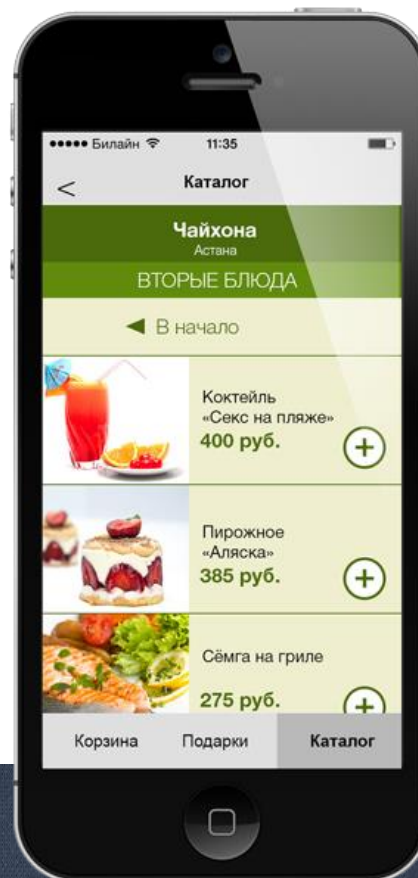 Билайн 11:35
< Каталог
Чайхона
Астана
ВТОРЫЕ БЛЮДА
В начало
Коктейль
«Секс на пляже»
400 руб.
Пирожное
«Аляска»
385 руб.
Сёмга на гриле
275 руб.
Корзина Подарки Каталог